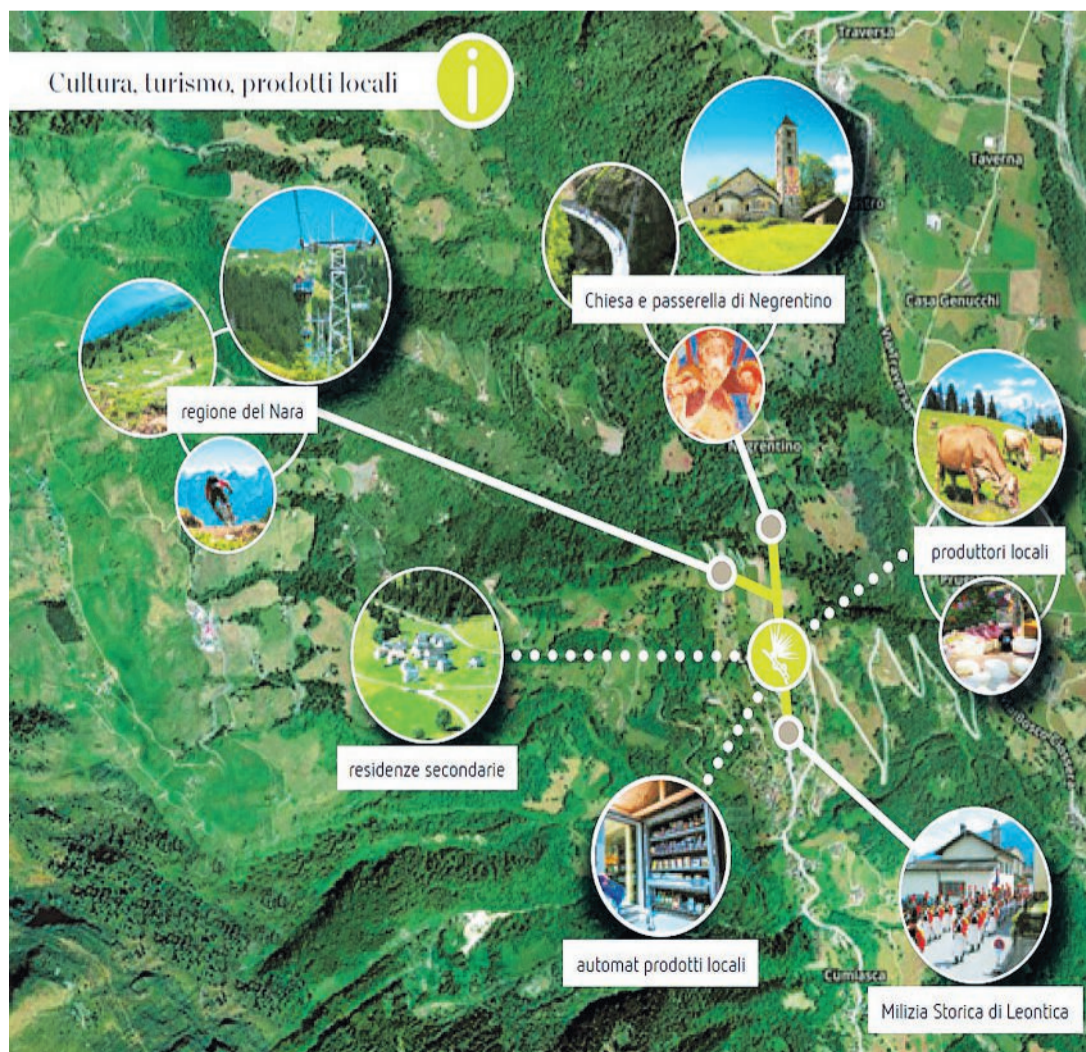 Traversa
Cultura, turismo, prodotti locali
i
Taverna
Chiesa e passerella di Negrentino
Casa Genucchi
regione del Nara
Negrentino
produttori locali
residenze secondarie
automat prodotti locali
Cumiasca
Milizia Storica di Leontica